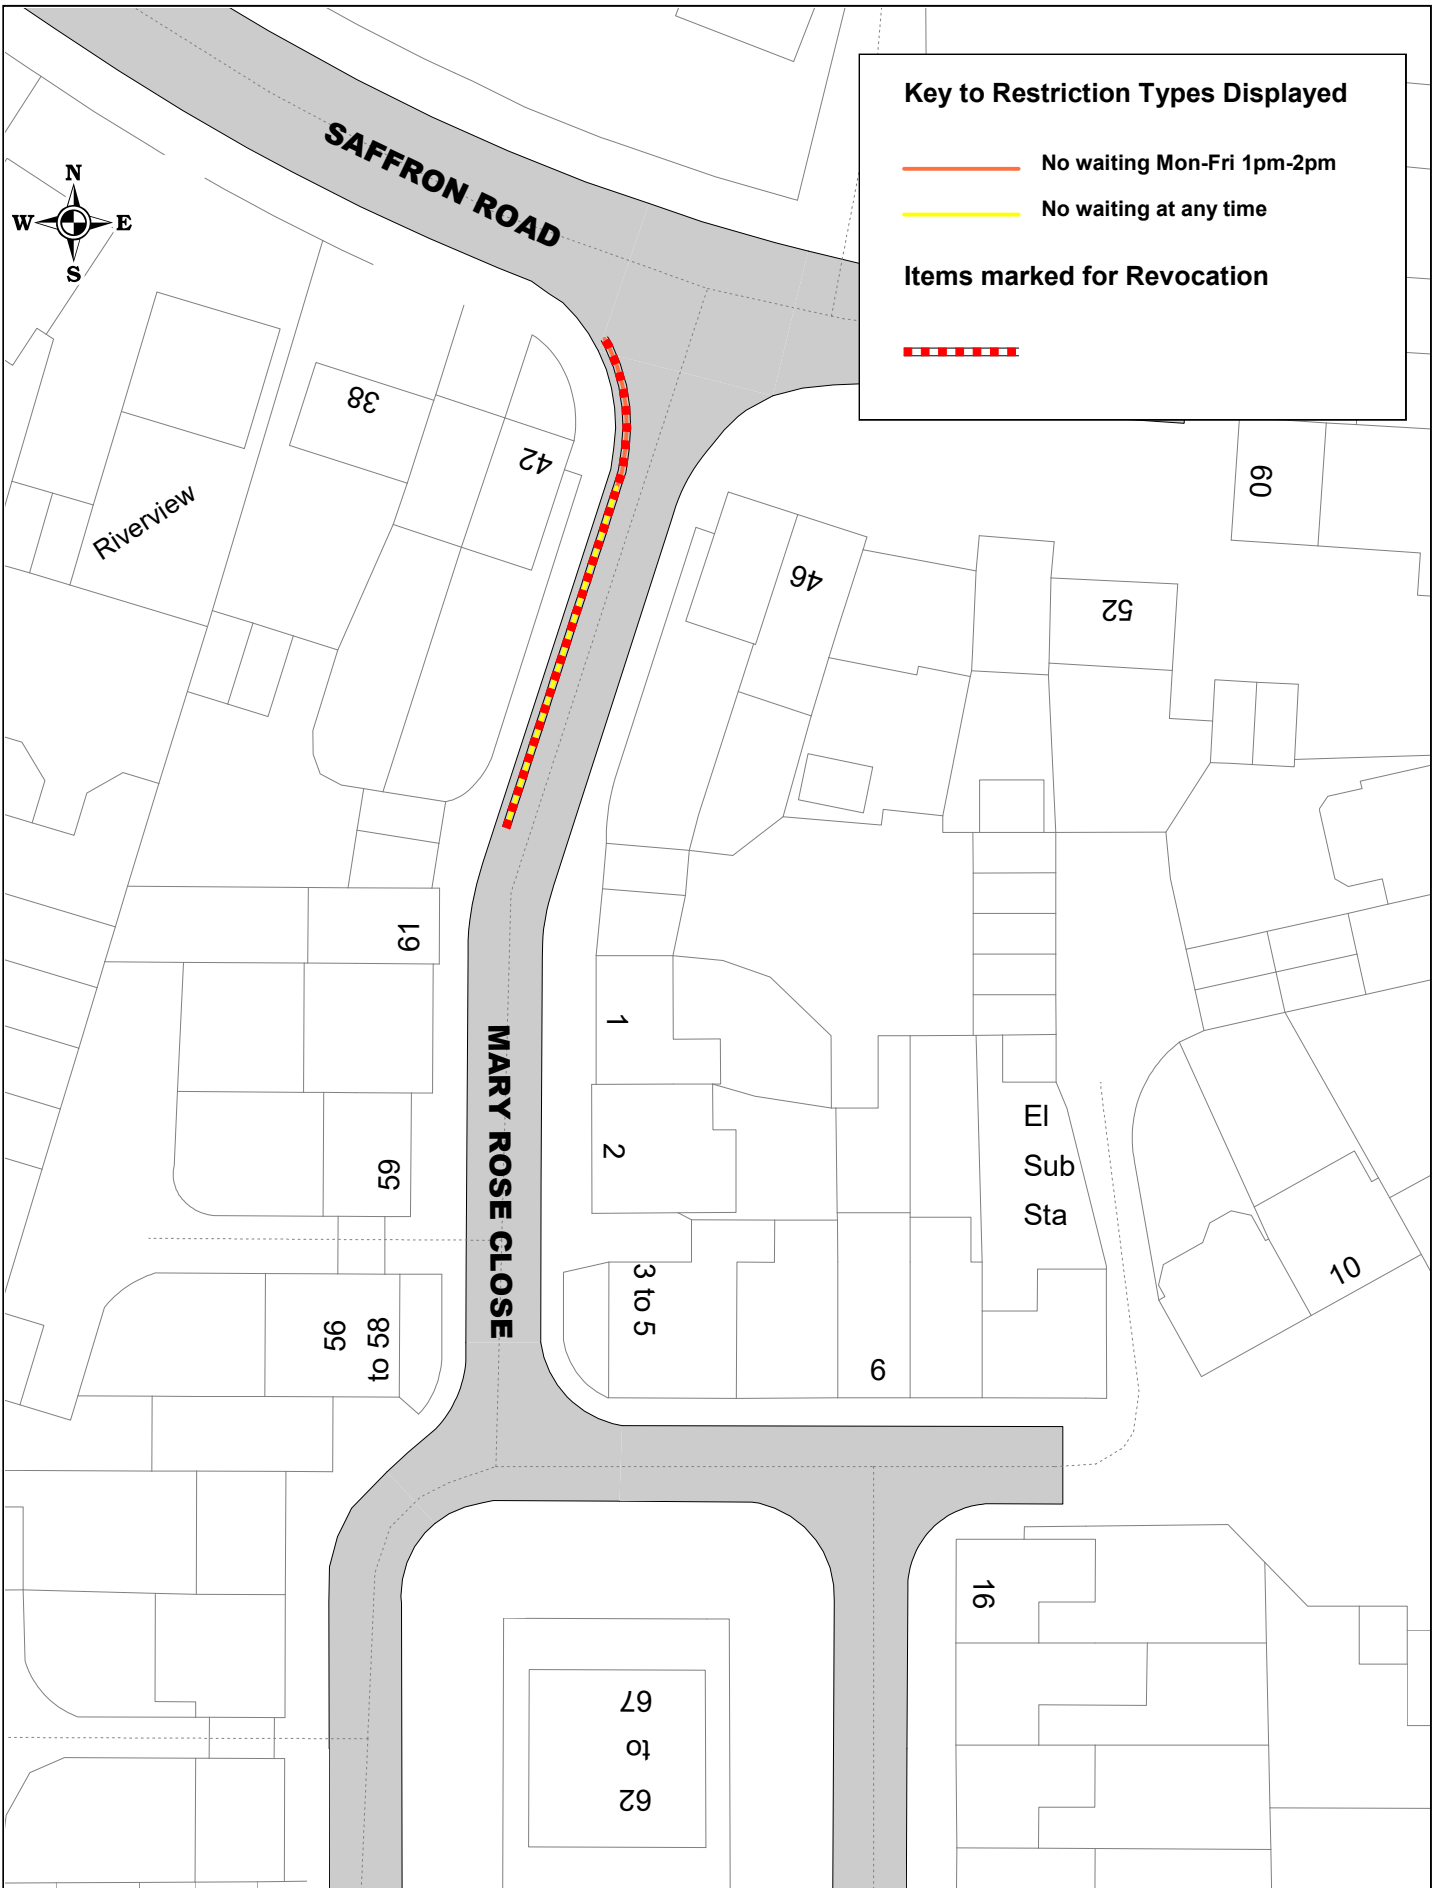 Key to Restriction Types Displayed
No waiting Mon-Fri 1pm-2pm
No waiting at any time
Items marked for Revocation
SAFFRON ROAD
N
W E
S
38
42
Riverview
60
46
52
61
1
MARY ROSE CLOSE
2
59
El
Sub
Sta
3 to 5
10
56
to 58
6
16
67
to
62